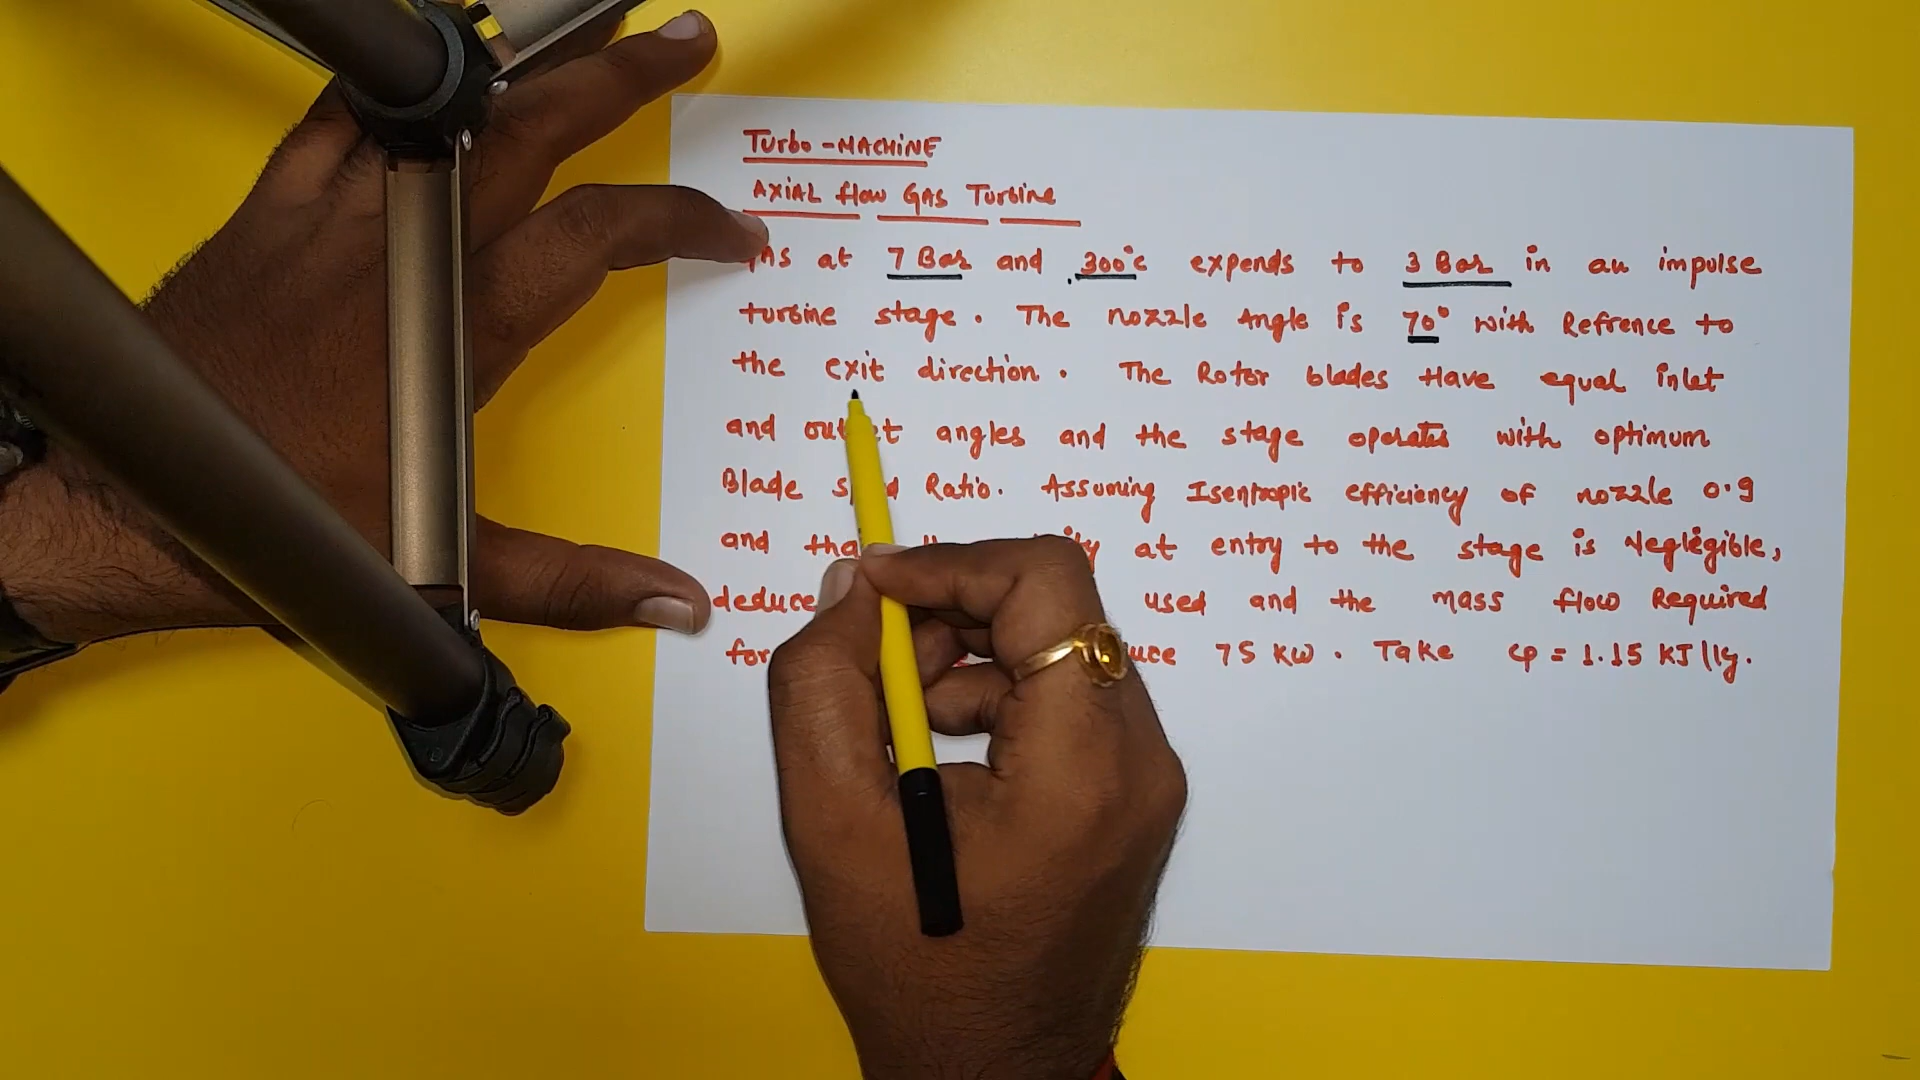 Turbo-MACHINE
AXIAL flow GAS Turbine
GAS at 7 Bar and 300°c expends to 3 Bar in an impulse
turbine stage. The nozzle Angle is 70° with Refrence to
the exit direction. The Rotor blades Have equal inlet
and outlet angles and the stage operates with optimum
Blade Ratio. Assuming Isentropic efficiency of nozzle 0.9
and at entry to the stage is Neglegible,
deduce used and the mass flow Required
for 75 KW. Take cp = 1.15 KJ/kg.